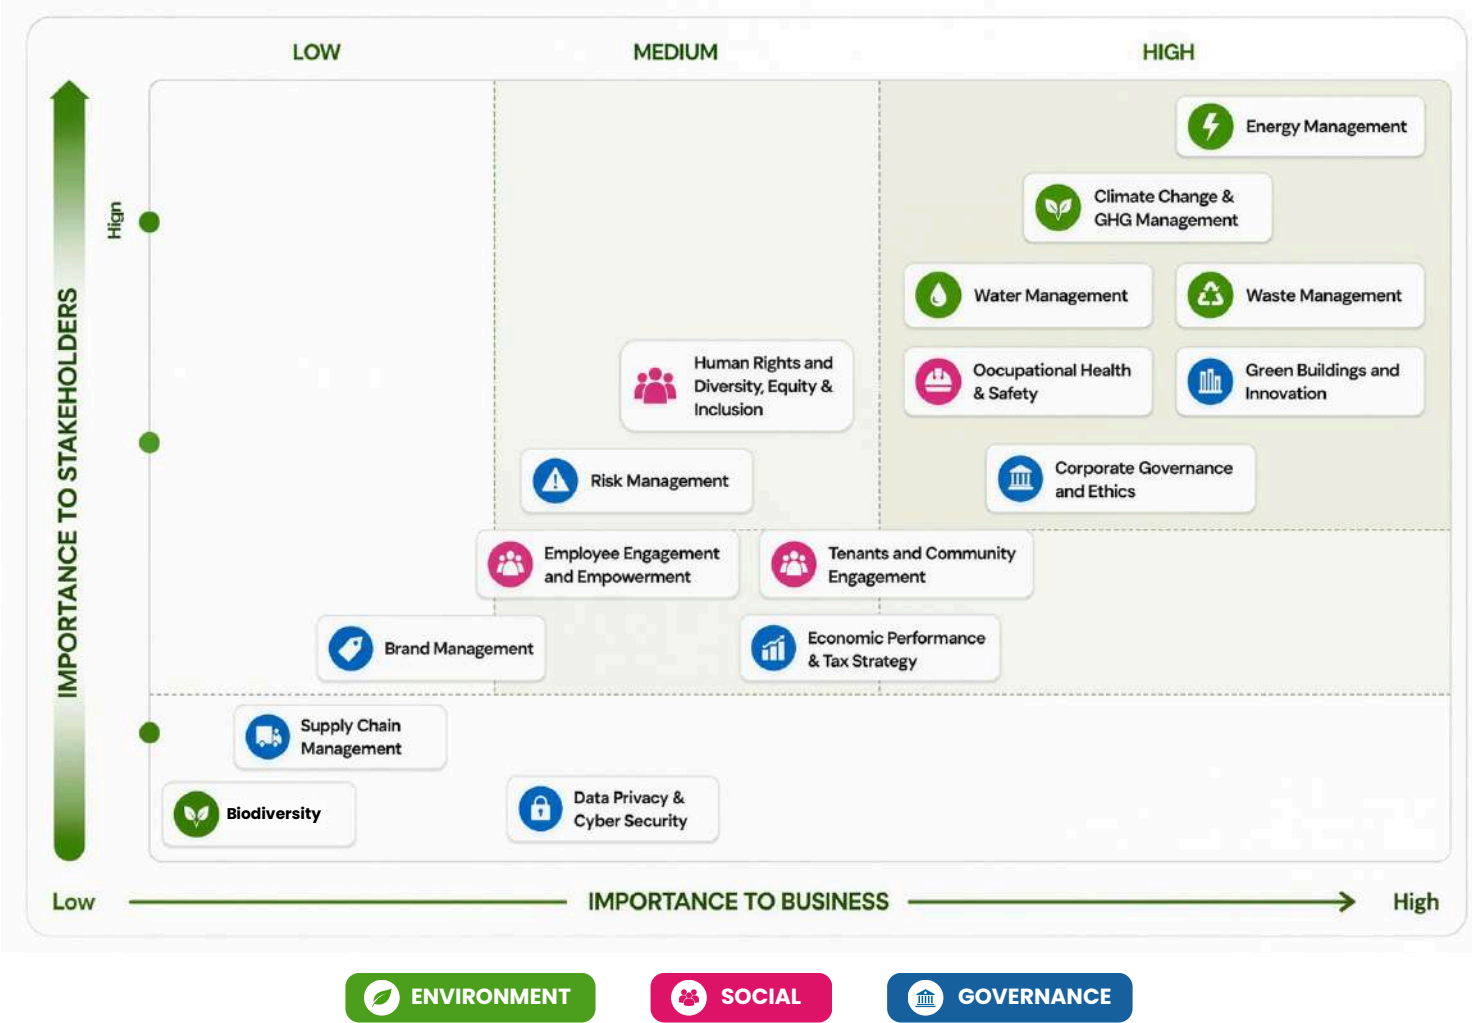 LOW
MEDIUM
HIGH
Energy Management
Climate Change &
GHG Management
Hign
Water Management
Waste Management
IMPORTANCE TO STAKEHOLDERS
Human Rights and
Diversity, Equity &
Inclusion
Oocupational Health
& Safety
Green Buildings and
Innovation
Risk Management
Corporate Governance
and Ethics
Employee Engagement
and Empowerment
Tenants and Community
Engagement
Brand Management
Economic Performance
& Tax Strategy
Supply Chain
Management
Biodiversity
Data Privacy &
Cyber Security
Low
IMPORTANCE TO BUSINESS
High
ENVIRONMENT
SOCIAL
GOVERNANCE